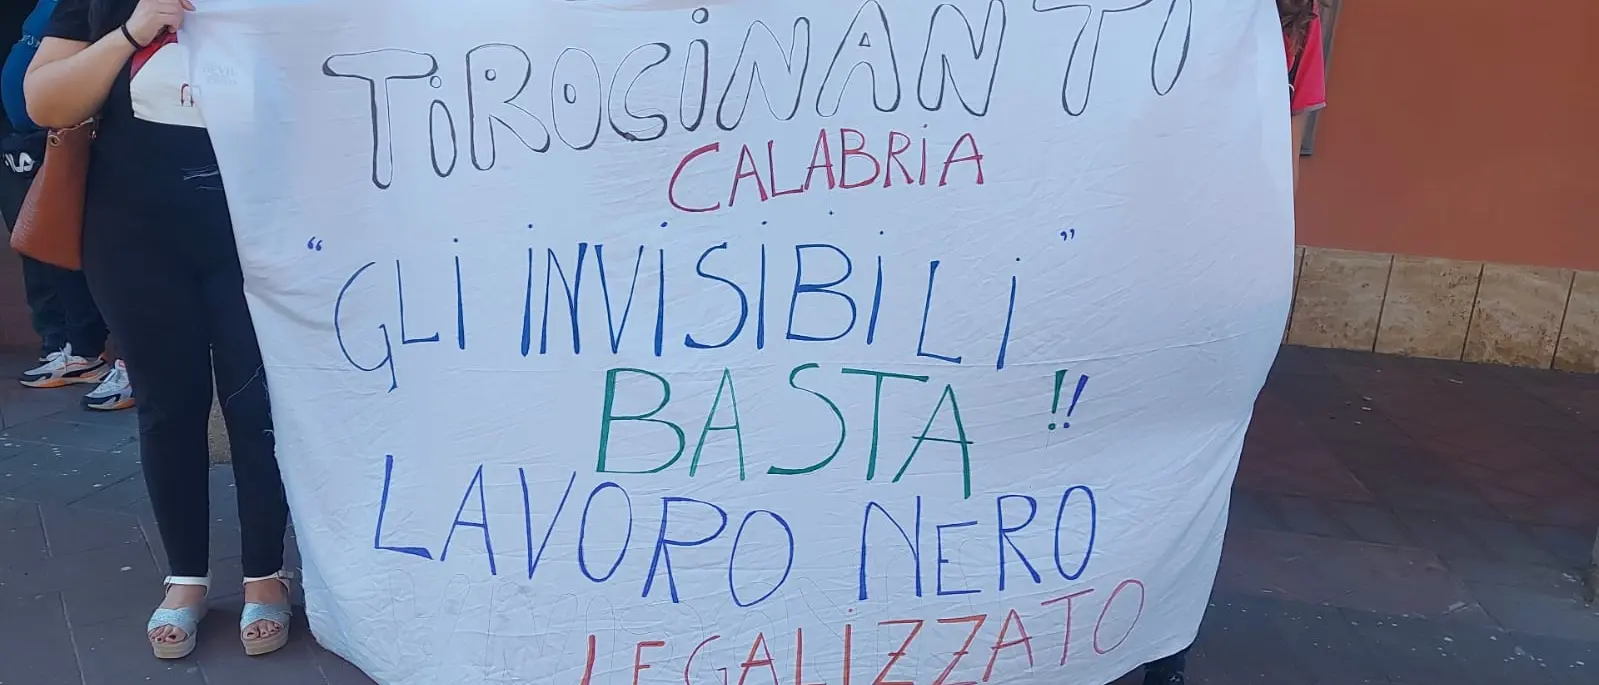 TIROCINANTI
CALABRIA
“GLI INVISIBILI”
BASTA !!
LAVORO NERO
LEGALIZZATO